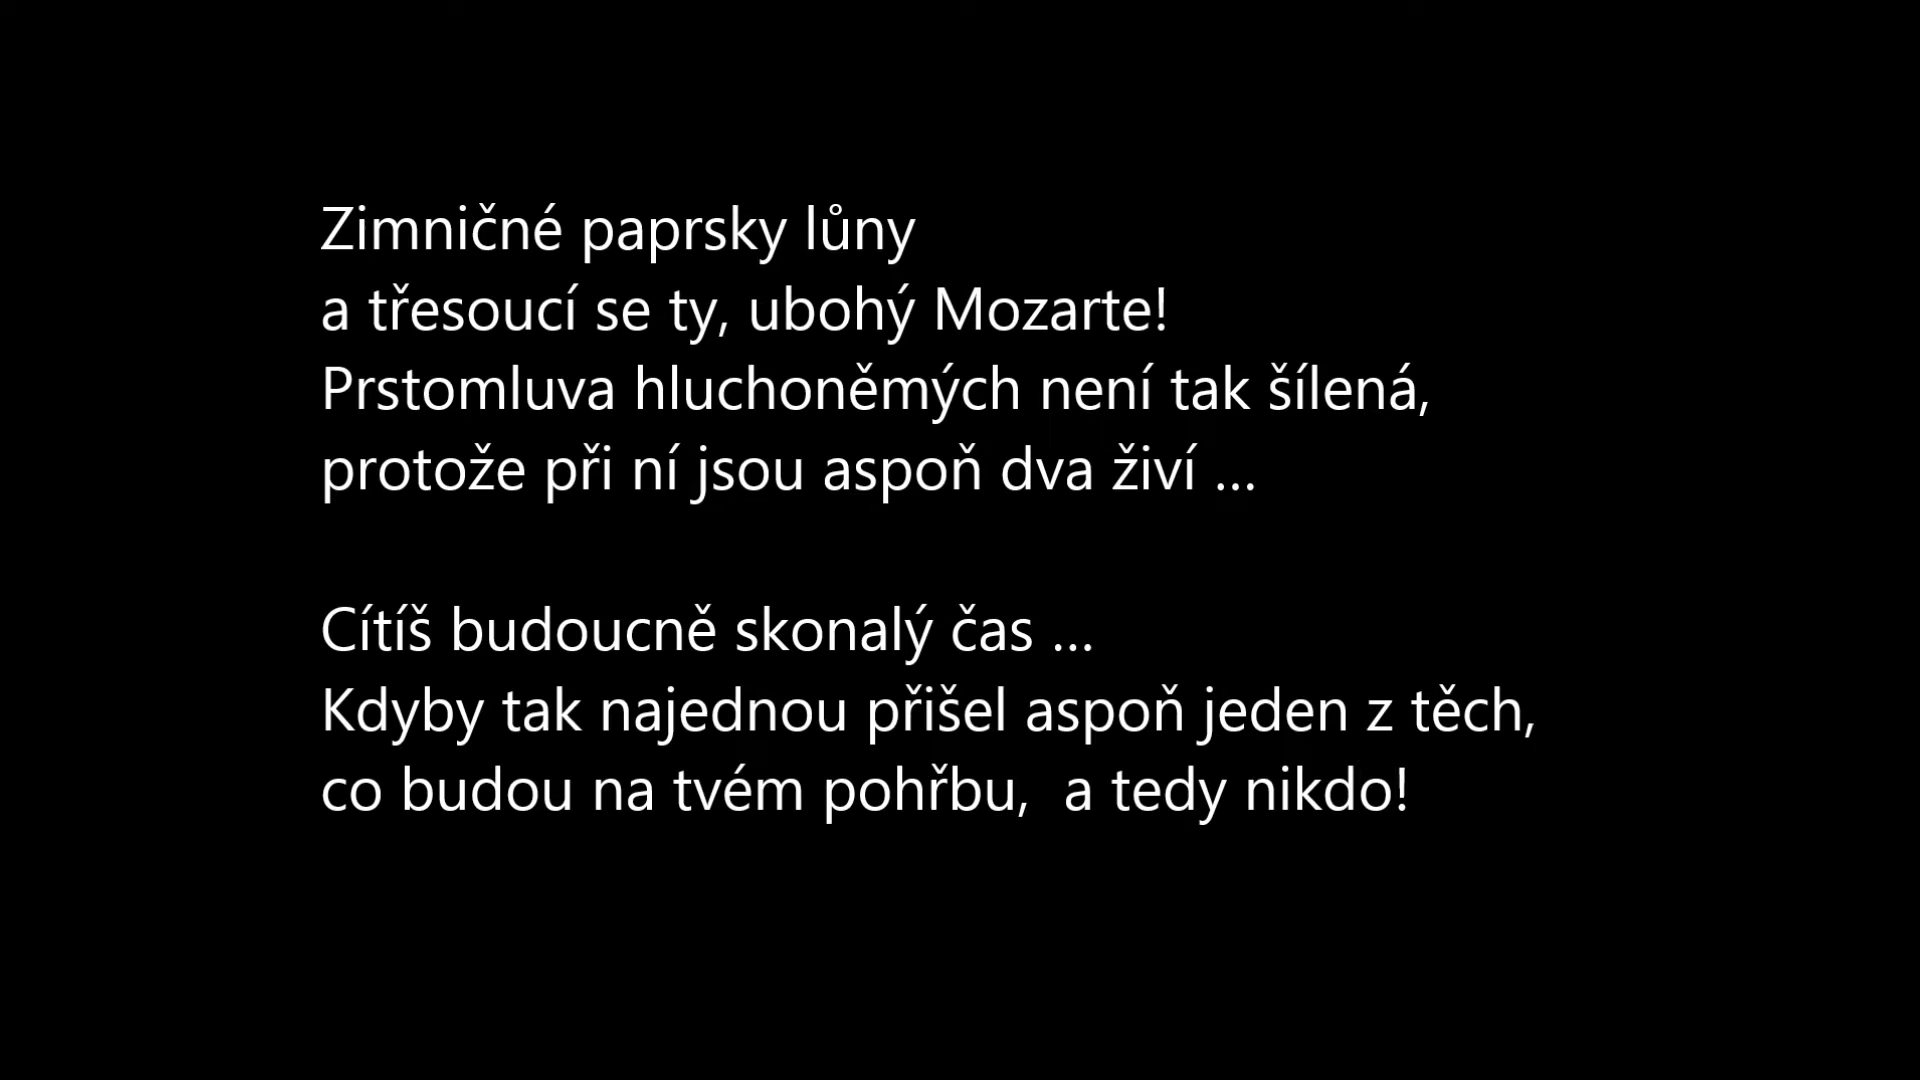 Zimničné paprsky lůny
a třesoucí se ty, ubohý Mozarte!
Prstomluva hluchoněmých není tak šílená,
protože při ní jsou aspoň dva živí ...
Cítíš budoucně skonalý čas ...
Kdyby tak najednou přišel aspoň jeden z těch,
co budou na tvém pohřbu,  a tedy nikdo!